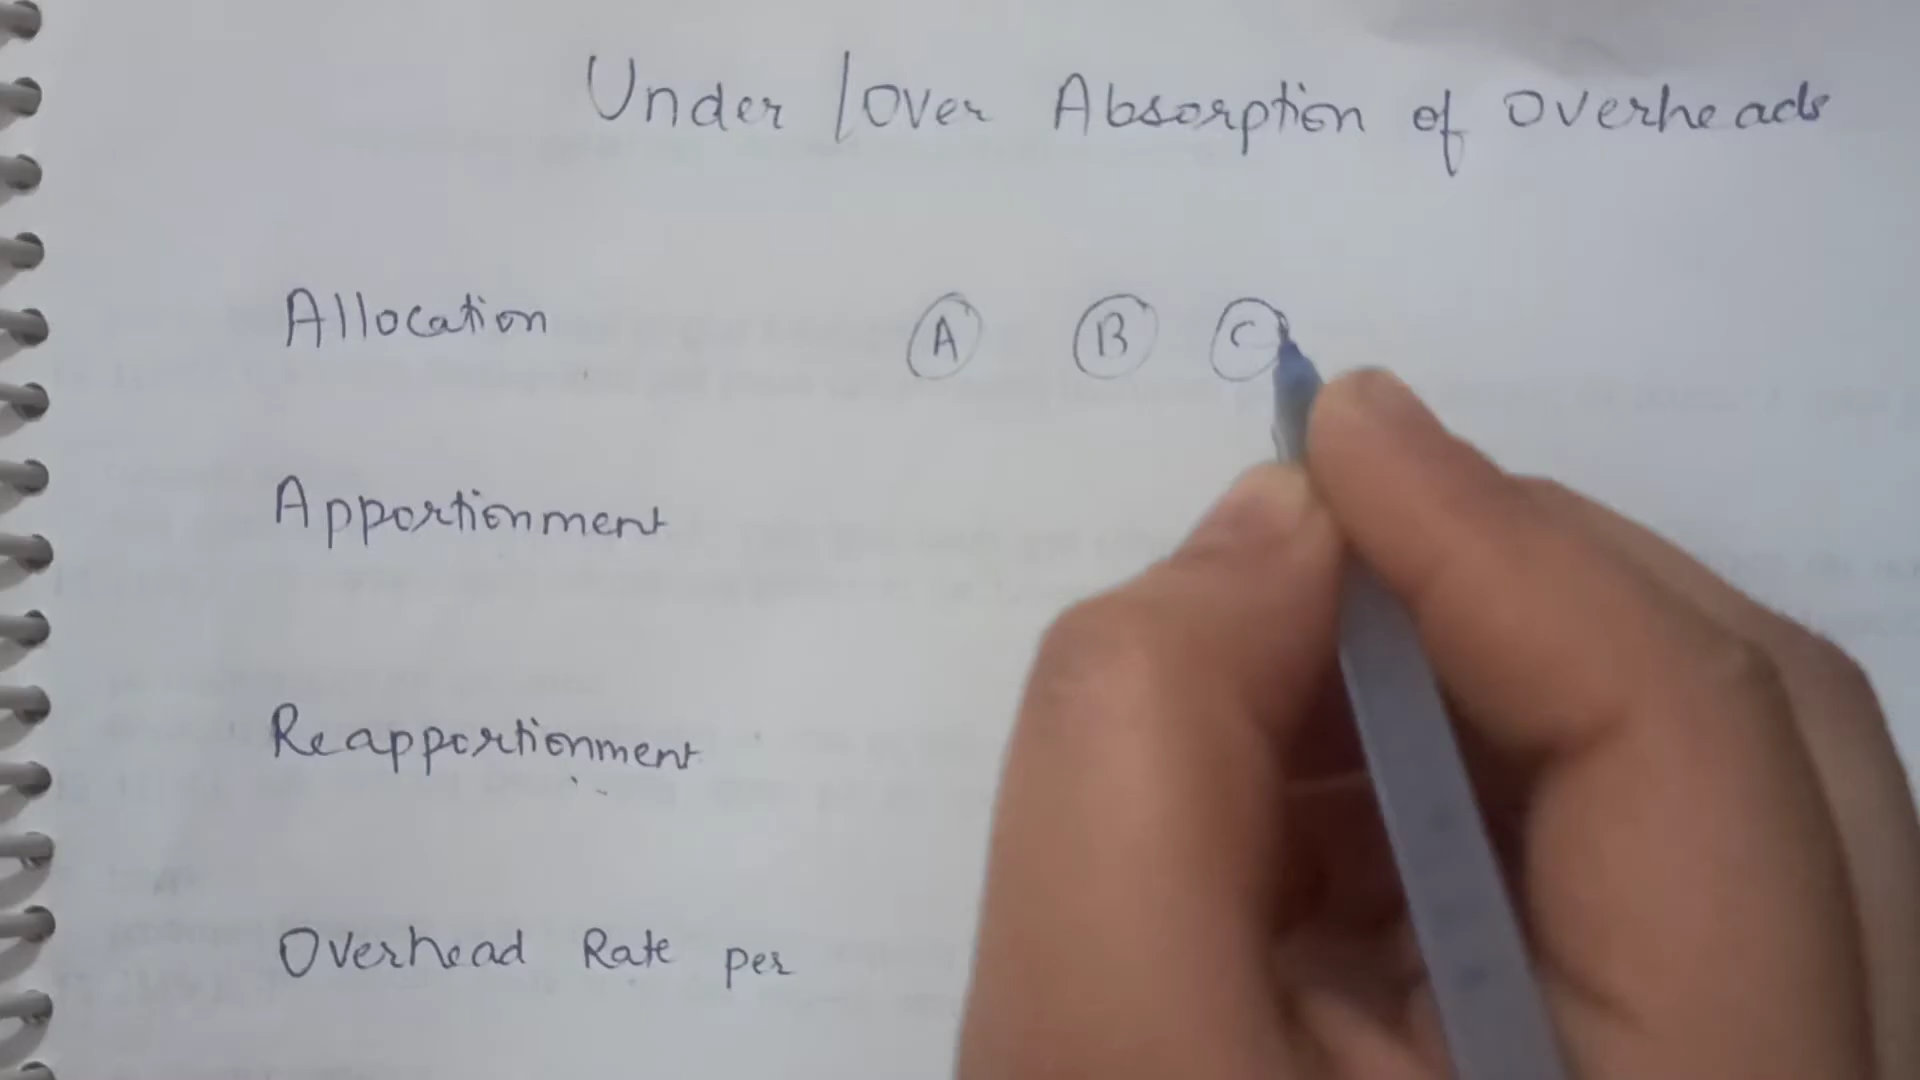 Under / Over Absorption of Overheads
Allocation A B C
Apportionment
Reapportionment
Overhead Rate per